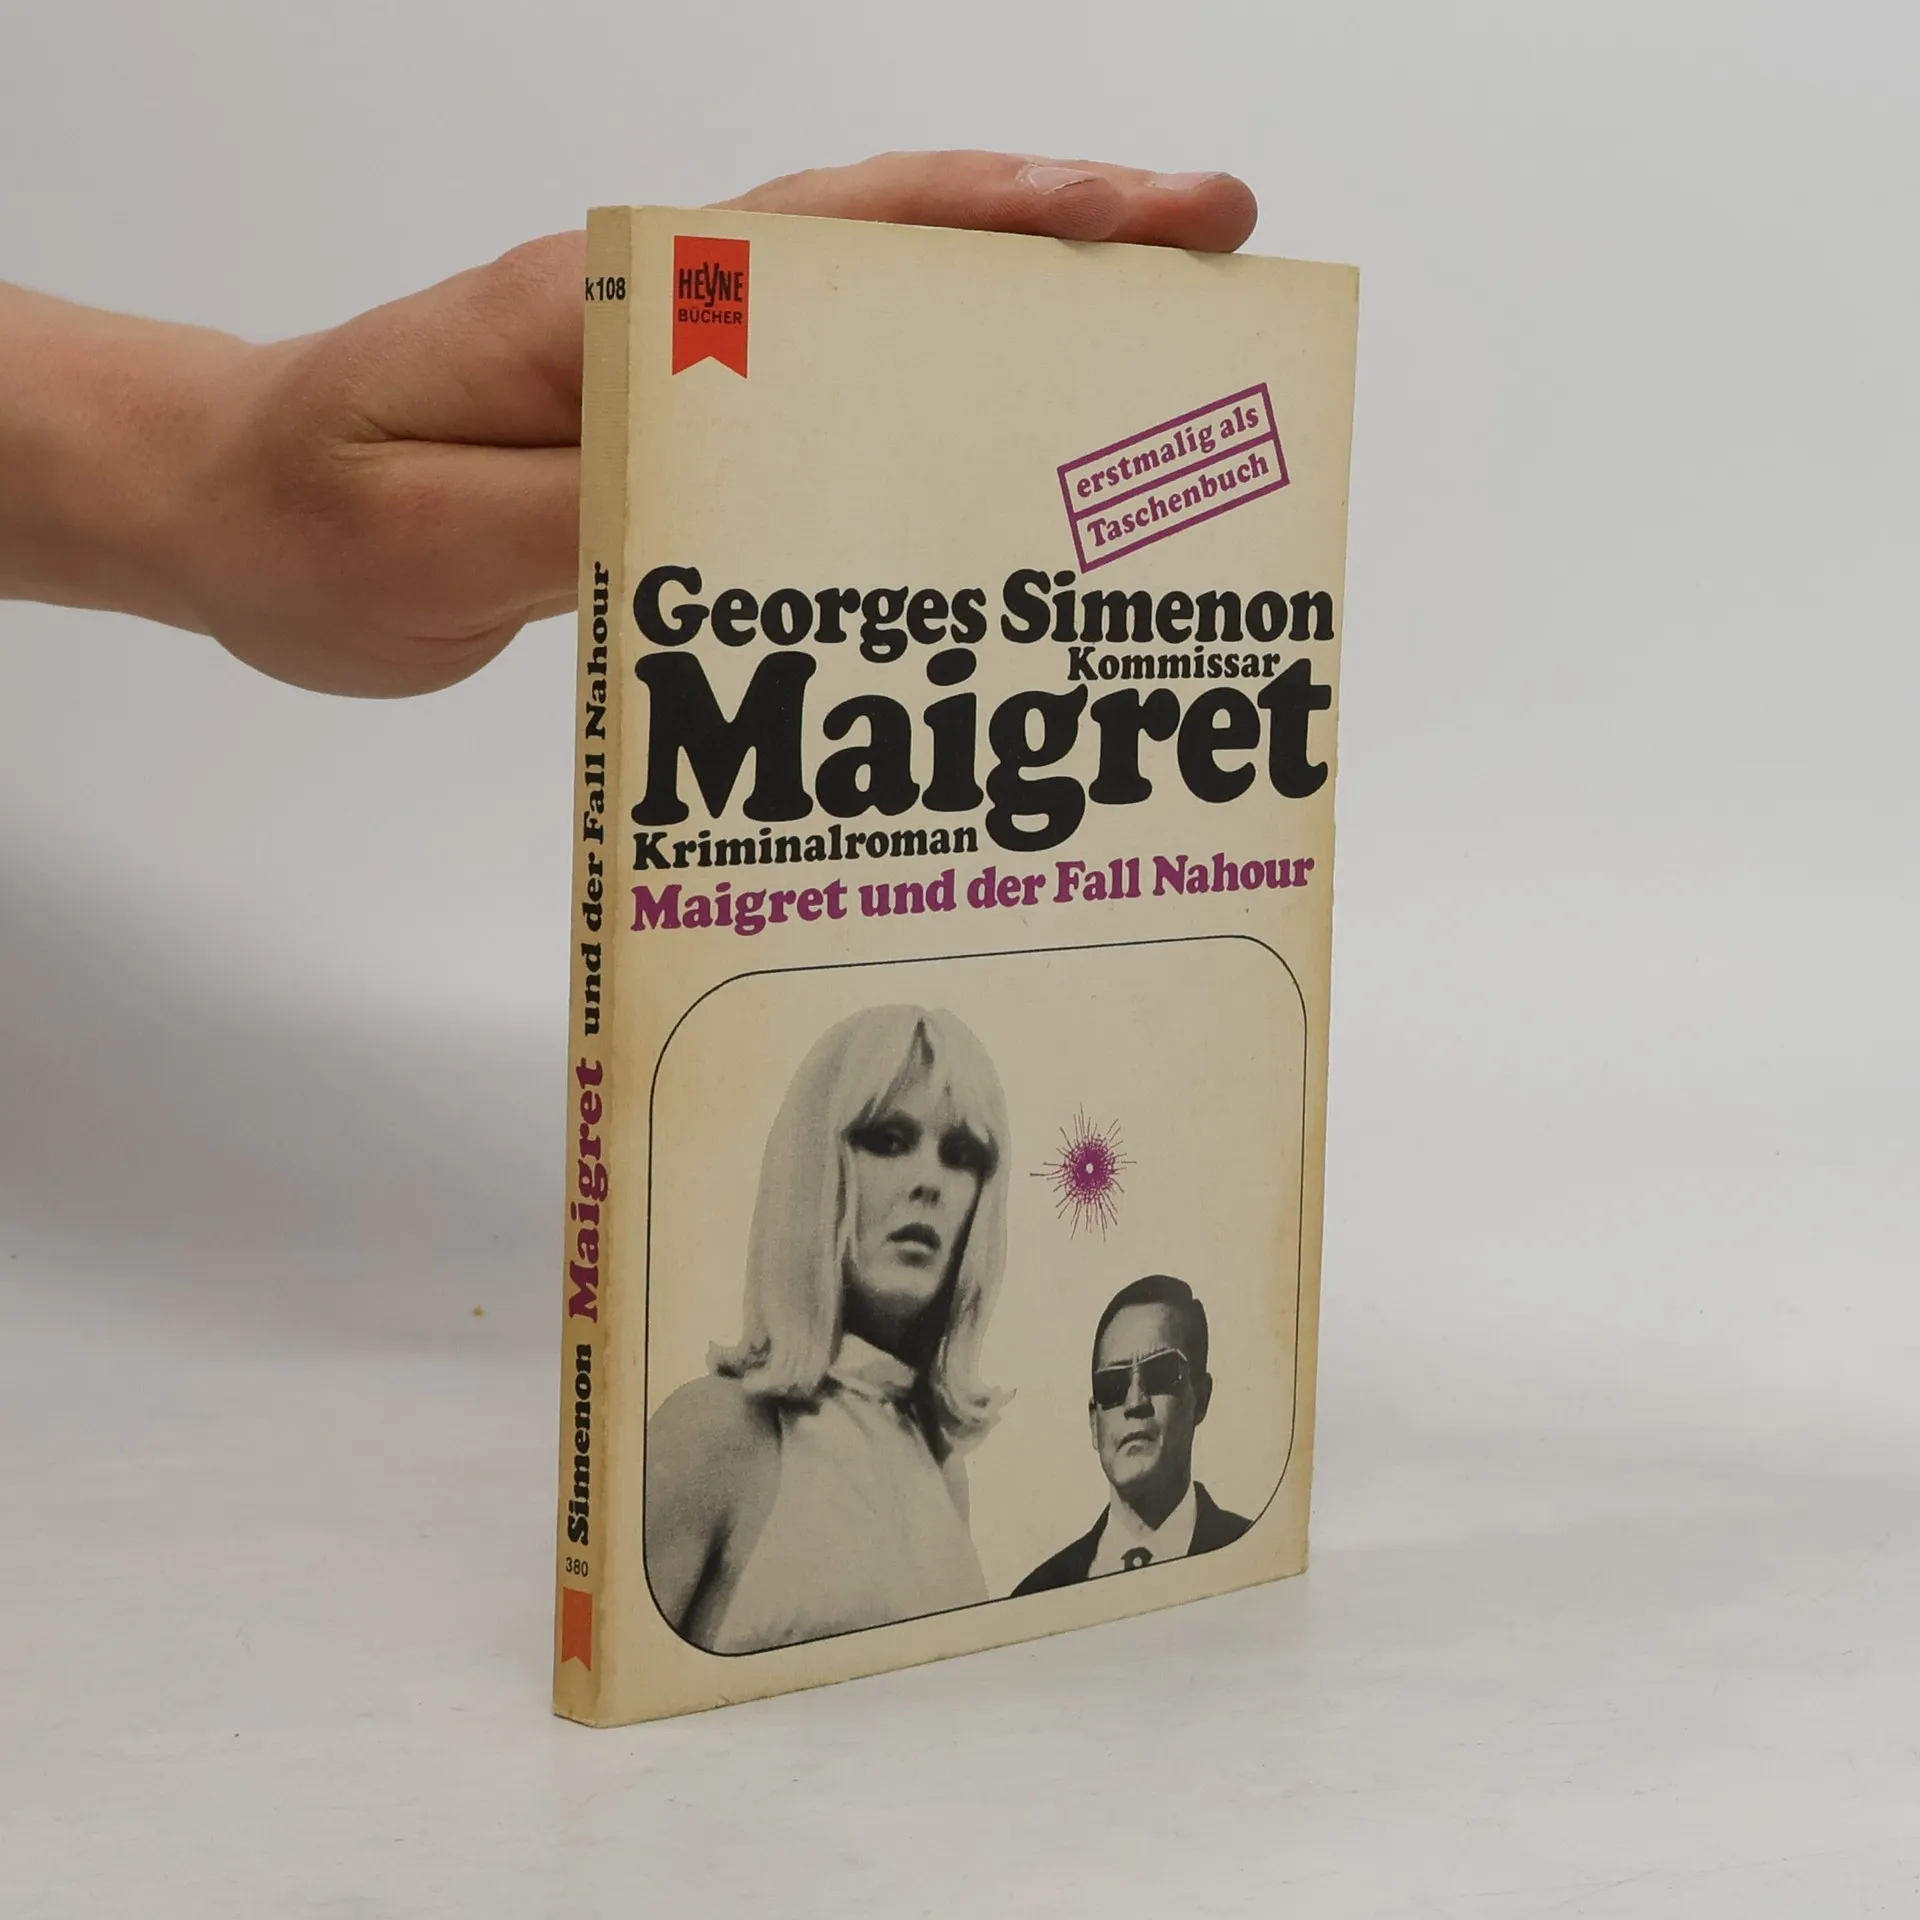 k108
Simenon Maigret und der Fall Nahour
380
HEYNE
BÜCHER
erstmalig als
Taschenbuch
Georges Simenon
Kommissar
Maigret
Kriminalroman
Maigret und der Fall Nahour